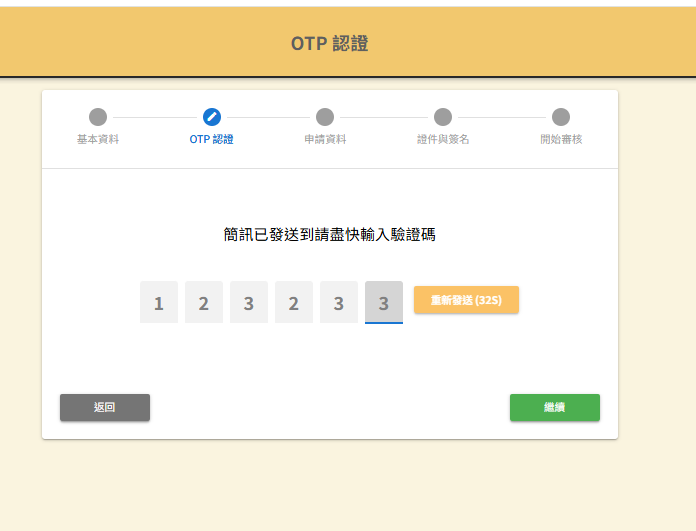 OTP 認證
基本資料
OTP 認證
申請資料
證件與簽名
開始審核
簡訊已發送到請盡快輸入驗證碼
1 2 3 2 3 3 重新發送 (32S)
返回 繼續